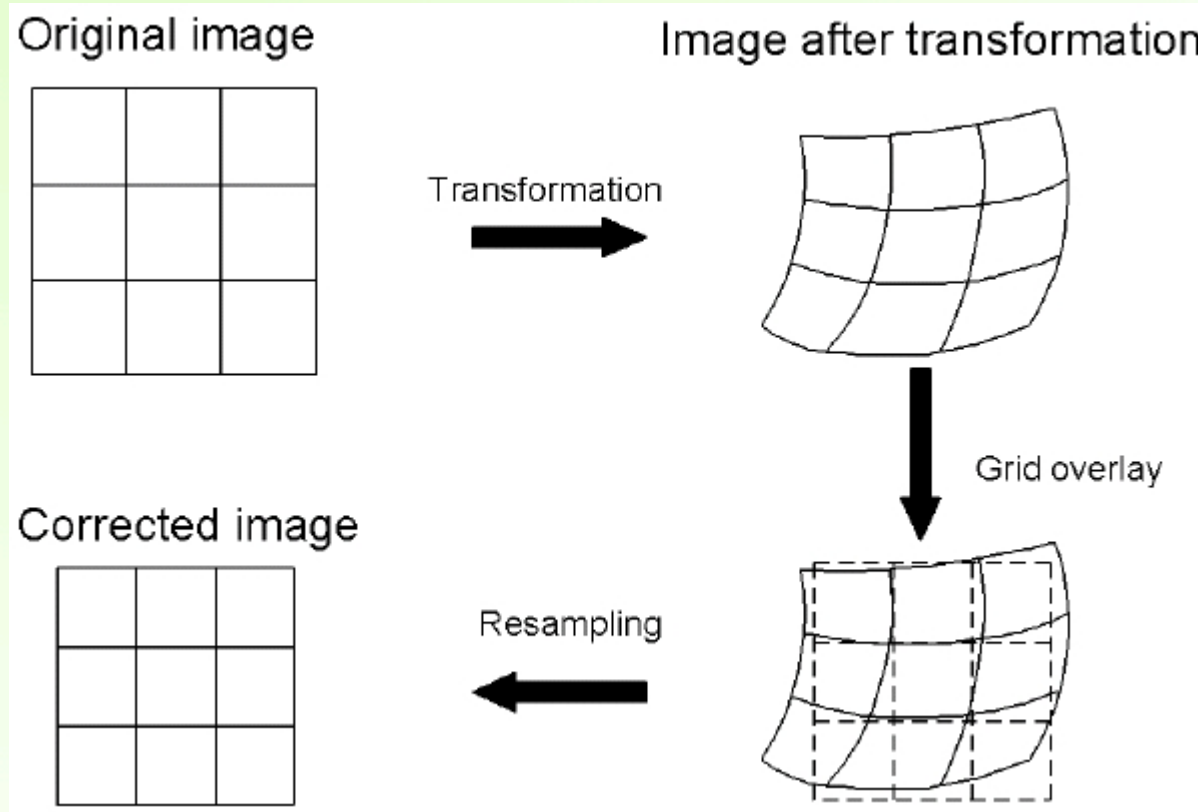 Original image
Image after transformation
Transformation
Grid overlay
Corrected image
Resampling